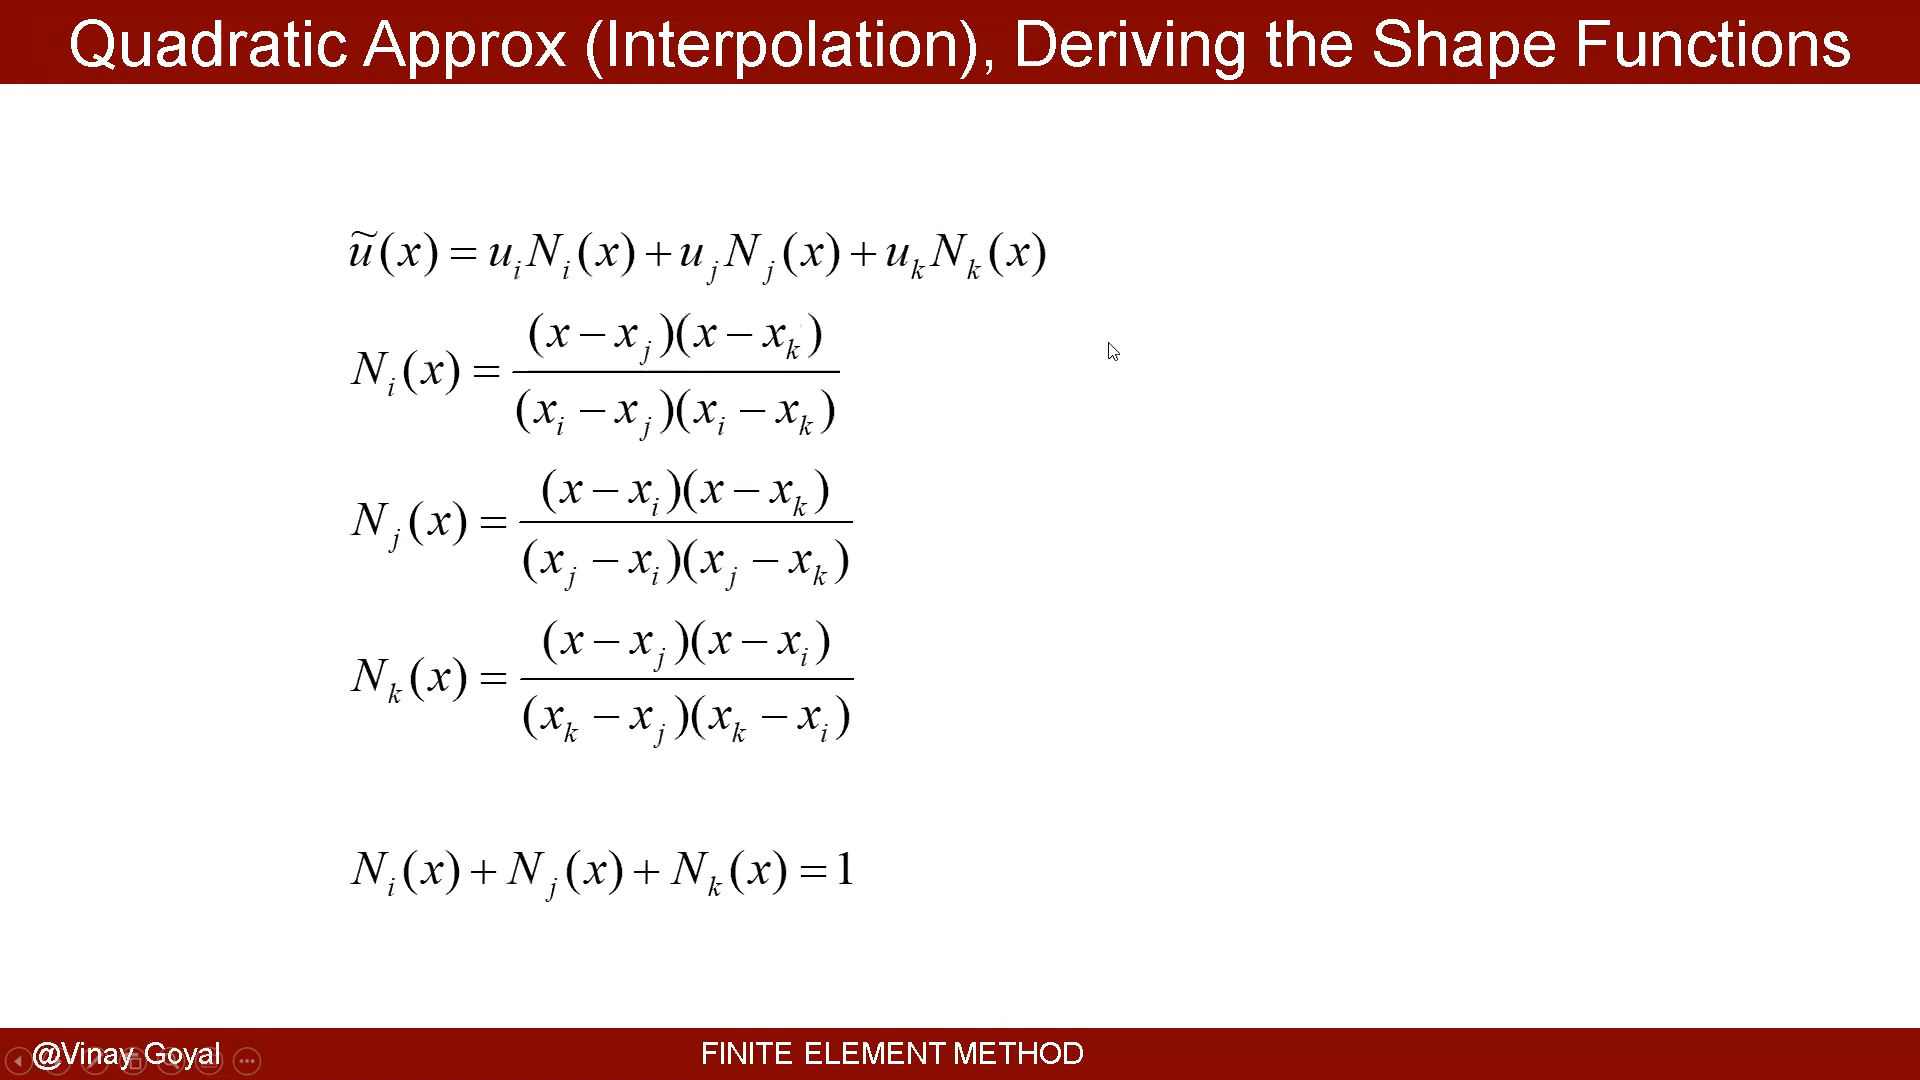 Quadratic Approx (Interpolation), Deriving the Shape Functions
ũ(x) = u_i N_i(x) + u_j N_j(x) + u_k N_k(x)
N_i(x) = (x − x_j)(x − x_k) / (x_i − x_j)(x_i − x_k)
N_j(x) = (x − x_i)(x − x_k) / (x_j − x_i)(x_j − x_k)
N_k(x) = (x − x_j)(x − x_i) / (x_k − x_j)(x_k − x_i)
N_i(x) + N_j(x) + N_k(x) = 1
@Vinay Goyal
FINITE ELEMENT METHOD